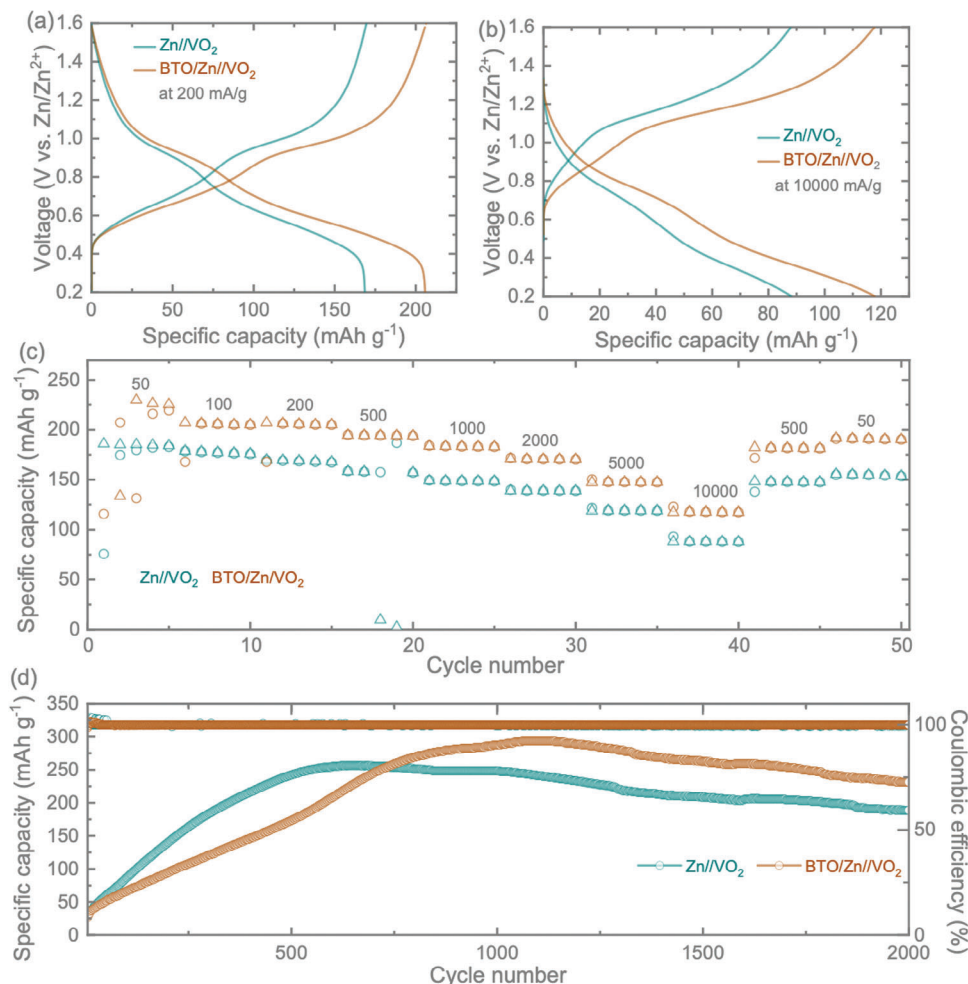 (a)
Zn//VO₂
BTO/Zn//VO₂
at 200 mA/g
Voltage (V vs. Zn/Zn²⁺)
1.6
1.4
1.2
1.0
0.8
0.6
0.4
0.2
0 50 100 150 200
Specific capacity (mAh g⁻¹)
(b)
Zn//VO₂
BTO/Zn//VO₂
at 10000 mA/g
Voltage (V vs. Zn/Zn²⁺)
1.6
1.4
1.2
1.0
0.8
0.6
0.4
0.2
0 20 40 60 80 100 120
Specific capacity (mAh g⁻¹)
(c)
Specific capacity (mAh g⁻¹)
250
200
150
100
50
0
50 100 200 500 1000 2000 5000 10000 500 50
Zn//VO₂ BTO/Zn/VO₂
0 10 20 30 40 50
Cycle number
(d)
Specific capacity (mAh g⁻¹)
350
300
250
200
150
100
50
0
Zn//VO₂ BTO/Zn//VO₂
100
50
0
Coulombic efficiency (%)
500 1000 1500 2000
Cycle number